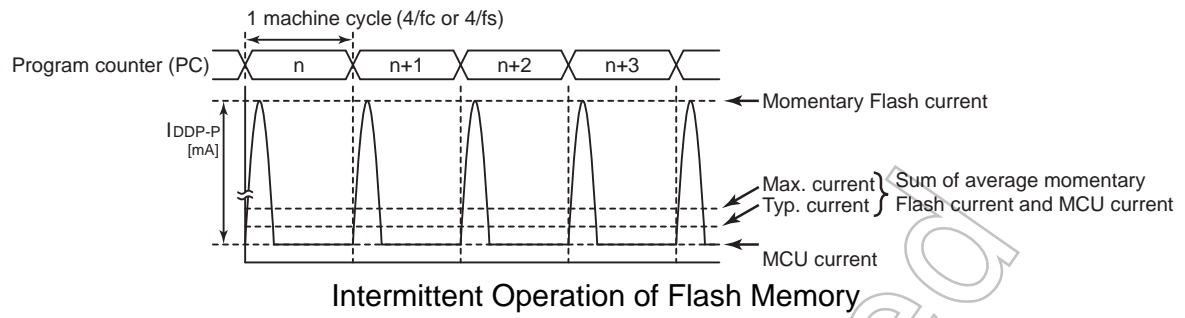 1 machine cycle (4/fc or 4/fs)
Program counter (PC)
n
n+1
n+2
n+3
Momentary Flash current
IDDP-P
[mA]
Max. current
Typ. current
Sum of average momentary
Flash current and MCU current
MCU current
Intermittent Operation of Flash Memory